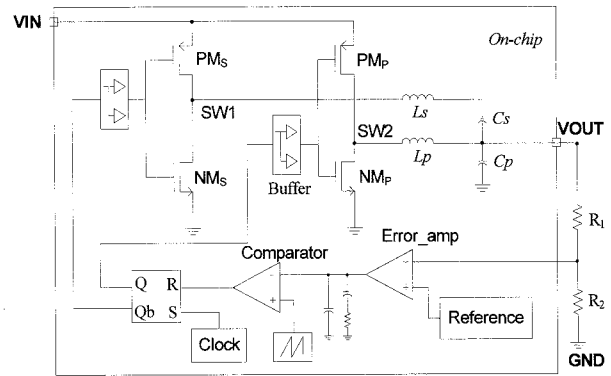 VIN
On-chip
PMS
PMP
SW1
Ls
Cs
VOUT
SW2
Lp
Cp
NMS
Buffer
NMP
R1
Comparator
Error_amp
Q
R
Qb
S
Clock
Reference
R2
GND